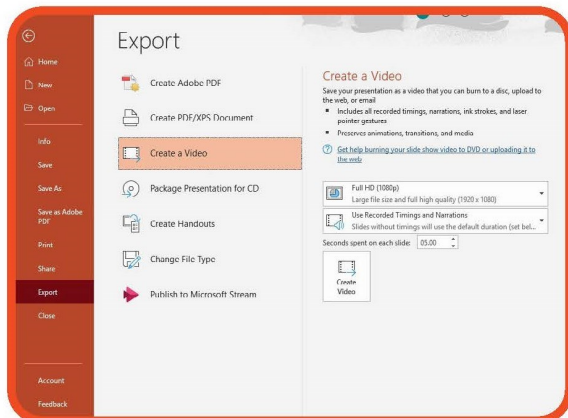 Home
New
Open
Info
Save
Save As
Save as Adobe
PDF
Print
Share
Export
Close
Account
Feedback
Export
Create Adobe PDF
Create PDF/XPS Document
Create a Video
Package Presentation for CD
Create Handouts
Change File Type
Publish to Microsoft Stream
Create a Video
Save your presentation as a video that you can burn to a disc, upload to
the web, or email
Includes all recorded timings, narrations, ink strokes, and laser
pointer gestures
Preserves animations, transitions, and media
Get help burning your slide show video to DVD or uploading it to
the web
Full HD (1080p)
Large file size and full high quality (1920 x 1080)
Use Recorded Timings and Narrations
Slides without timings will use the default duration (set bel...
Seconds spent on each slide: 05.00
Create
Video